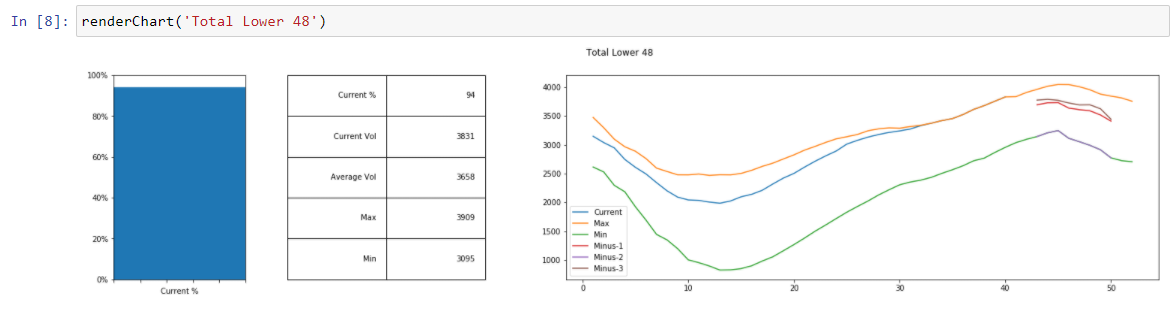 In [8]: renderChart('Total Lower 48')
Total Lower 48
100%
80%
60%
40%
20%
0%
Current %
Current % 94
Current Vol 3831
Average Vol 3658
Max 3909
Min 3095
4000
3500
3000
2500
2000
1500
1000
Current
Max
Min
Minus-1
Minus-2
Minus-3
0 10 20 30 40 50